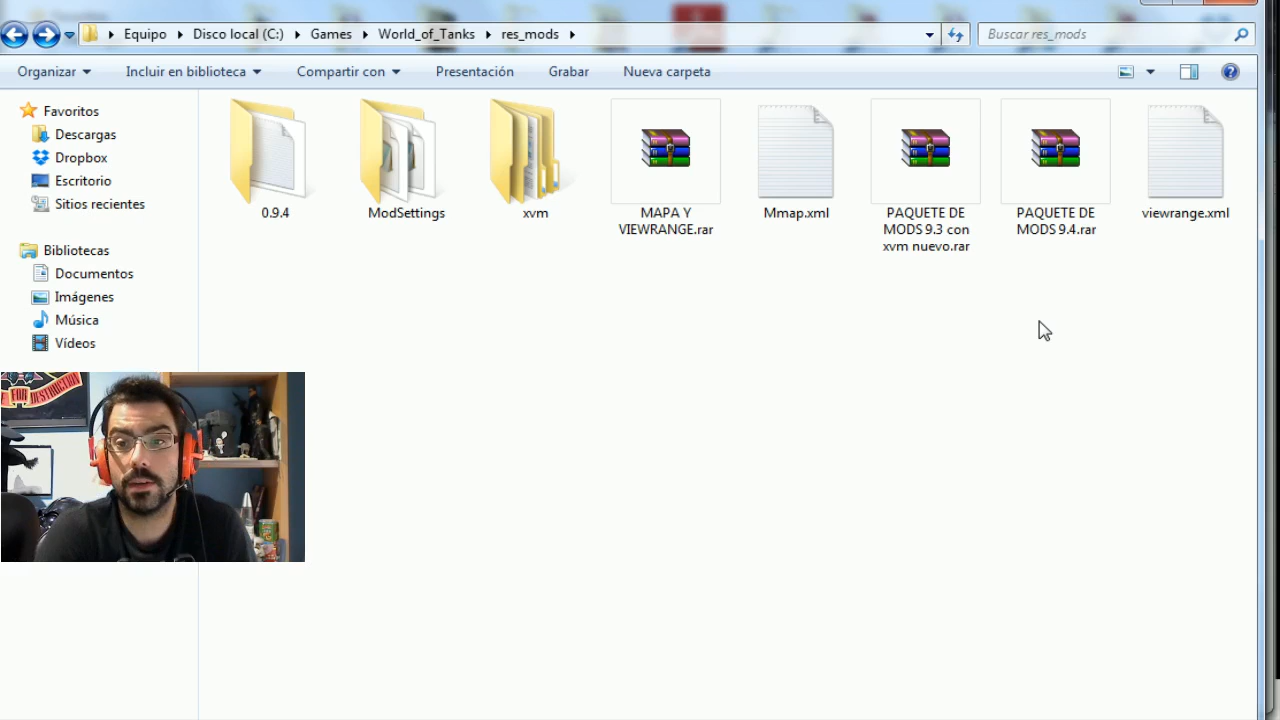 Equipo
Disco local (C:)
Games
World_of_Tanks
res_mods
Buscar res_mods
Organizar
Incluir en biblioteca
Compartir con
Presentación
Grabar
Nueva carpeta
Favoritos
Descargas
Dropbox
Escritorio
Sitios recientes
Bibliotecas
Documentos
Imágenes
Música
Vídeos
0.9.4
ModSettings
xvm
MAPA Y
VIEWRANGE.rar
Mmap.xml
PAQUETE DE
MODS 9.3 con
xvm nuevo.rar
PAQUETE DE
MODS 9.4.rar
viewrange.xml
FOR DESTRUCTION